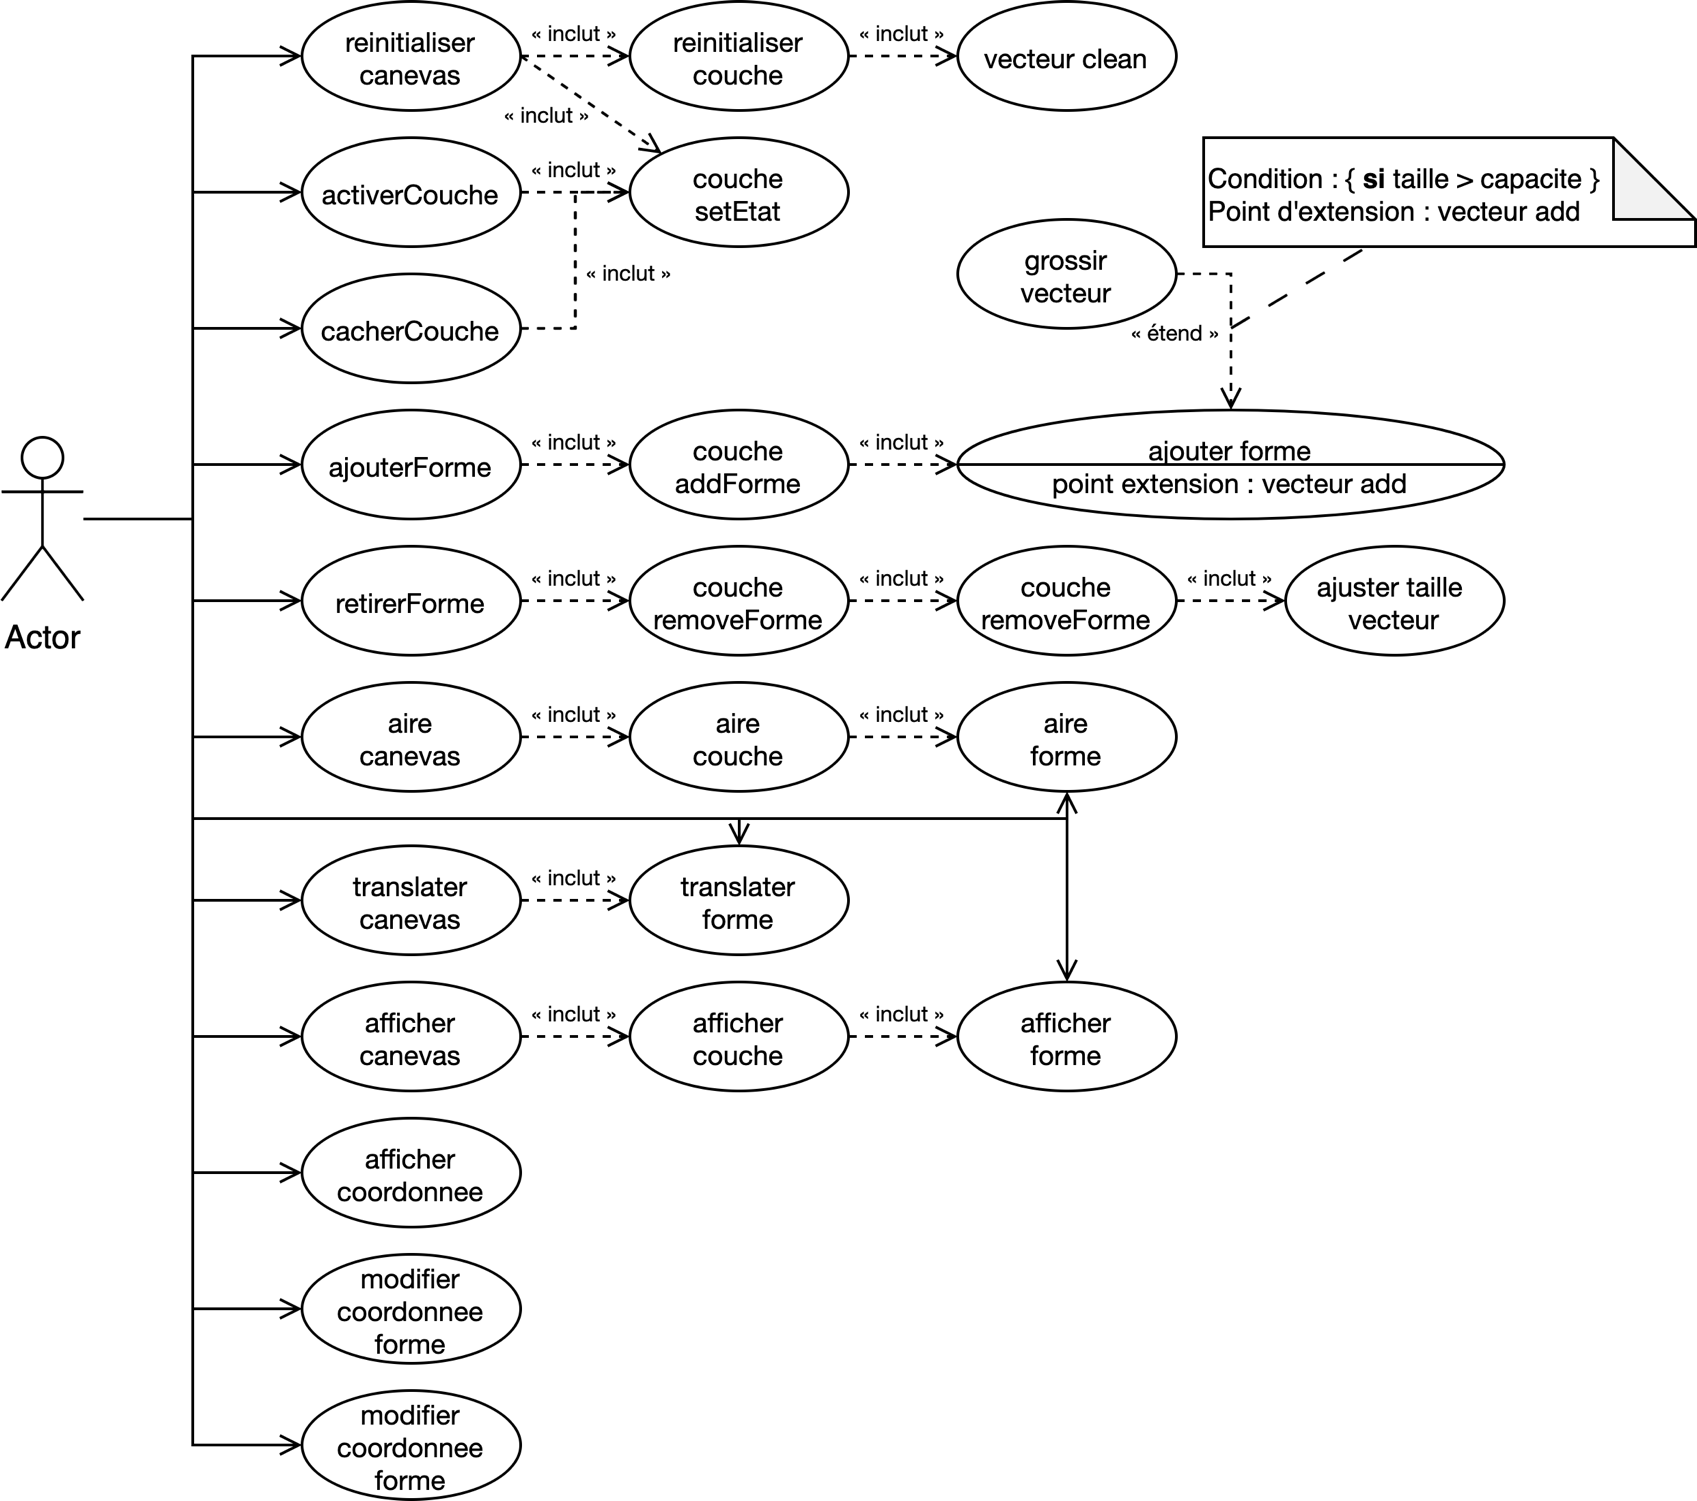 reinitialiser
canevas
« inclut »
reinitialiser
couche
« inclut »
vecteur clean
« inclut »
activerCouche
« inclut »
couche
setEtat
Condition : { si taille > capacite }
Point d'extension : vecteur add
cacherCouche
« inclut »
grossir
vecteur
« étend »
ajouterForme
« inclut »
couche
addForme
« inclut »
ajouter forme
point extension : vecteur add
Actor
retirerForme
« inclut »
couche
removeForme
« inclut »
couche
removeForme
« inclut »
ajuster taille
vecteur
aire
canevas
« inclut »
aire
couche
« inclut »
aire
forme
translater
canevas
« inclut »
translater
forme
afficher
canevas
« inclut »
afficher
couche
« inclut »
afficher
forme
afficher
coordonnee
modifier
coordonnee
forme
modifier
coordonnee
forme